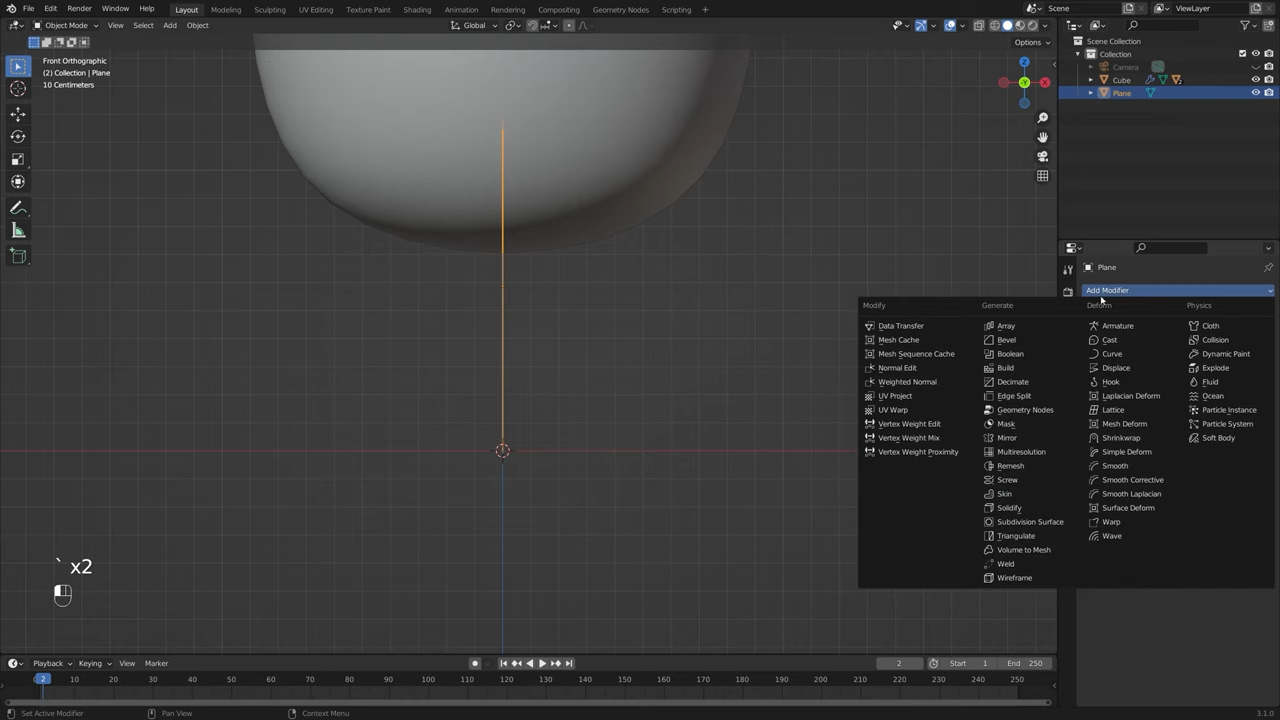 File Edit Render Window Help Layout Modeling Sculpting UV Editing Texture Paint Shading Animation Rendering Compositing Geometry Nodes Scripting Scene ViewLayer
Object Mode View Select Add Object Global
Options
Front Orthographic
(2) Collection | Plane
10 Centimeters
Z
Y
X
Scene Collection
Collection
Camera
Cube
Plane
Plane
Add Modifier
Modify Generate Deform Physics
Data Transfer Array Armature Cloth
Mesh Cache Bevel Cast Collision
Mesh Sequence Cache Boolean Curve Dynamic Paint
Normal Edit Build Displace Explode
Weighted Normal Decimate Hook Fluid
UV Project Edge Split Laplacian Deform Ocean
UV Warp Geometry Nodes Lattice Particle Instance
Vertex Weight Edit Mask Mesh Deform Particle System
Vertex Weight Mix Mirror Shrinkwrap Soft Body
Vertex Weight Proximity Multiresolution Simple Deform
Remesh Smooth
Screw Smooth Corrective
Skin Smooth Laplacian
Solidify Surface Deform
Subdivision Surface Warp
Triangulate Wave
Volume to Mesh
Weld
Wireframe
` x2
Playback Keying View Marker 2 Start 1 End 250
2 10 20 30 40 50 60 70 80 90 100 110 120 130 140 150 160 170 180 190 200 210 220 230 240 250
Set Active Modifier Pan View Context Menu 3.1.0